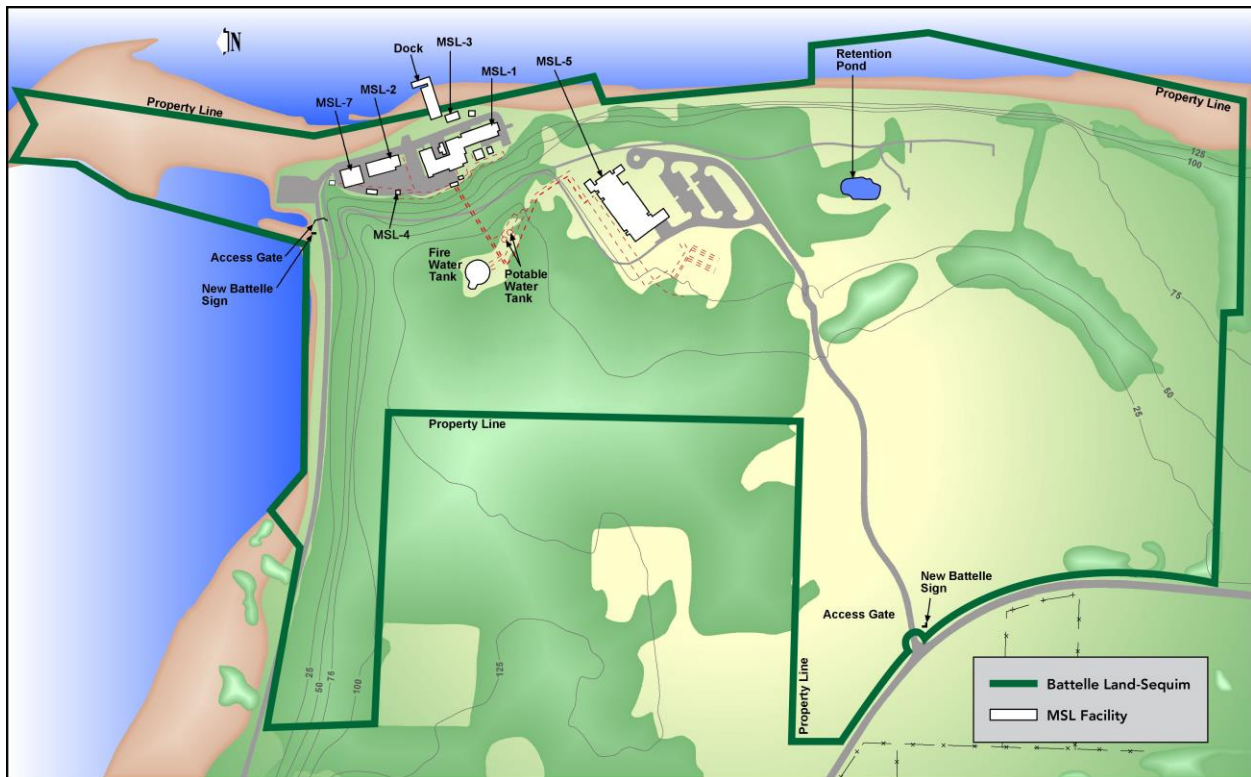 N
Dock
MSL-3
MSL-1
MSL-5
Retention
Pond
Property Line
MSL-7
MSL-2
Property Line
125
100
MSL-4
Access Gate
New Battelle
Sign
Fire
Water
Tank
Potable
Water
Tank
75
50
25
Property Line
New Battelle
Sign
Access Gate
Property Line
25
50
75
100
125
Battelle Land-Sequim
MSL Facility